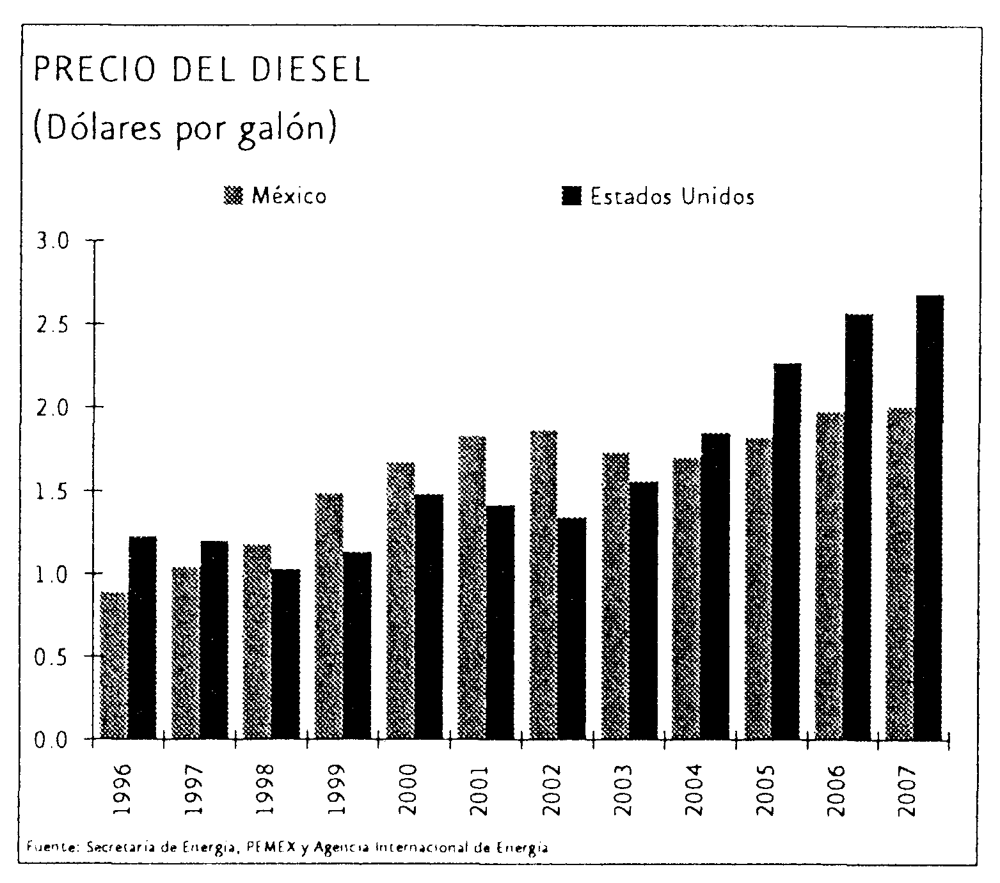 PRECIO DEL DIESEL
(Dólares por galón)
México Estados Unidos
3.0
2.5
2.0
1.5
1.0
0.5
0.0
1996 1997 1998 1999 2000 2001 2002 2003 2004 2005 2006 2007
Fuente: Secretaría de Energía, PEMEX y Agencia Internacional de Energía